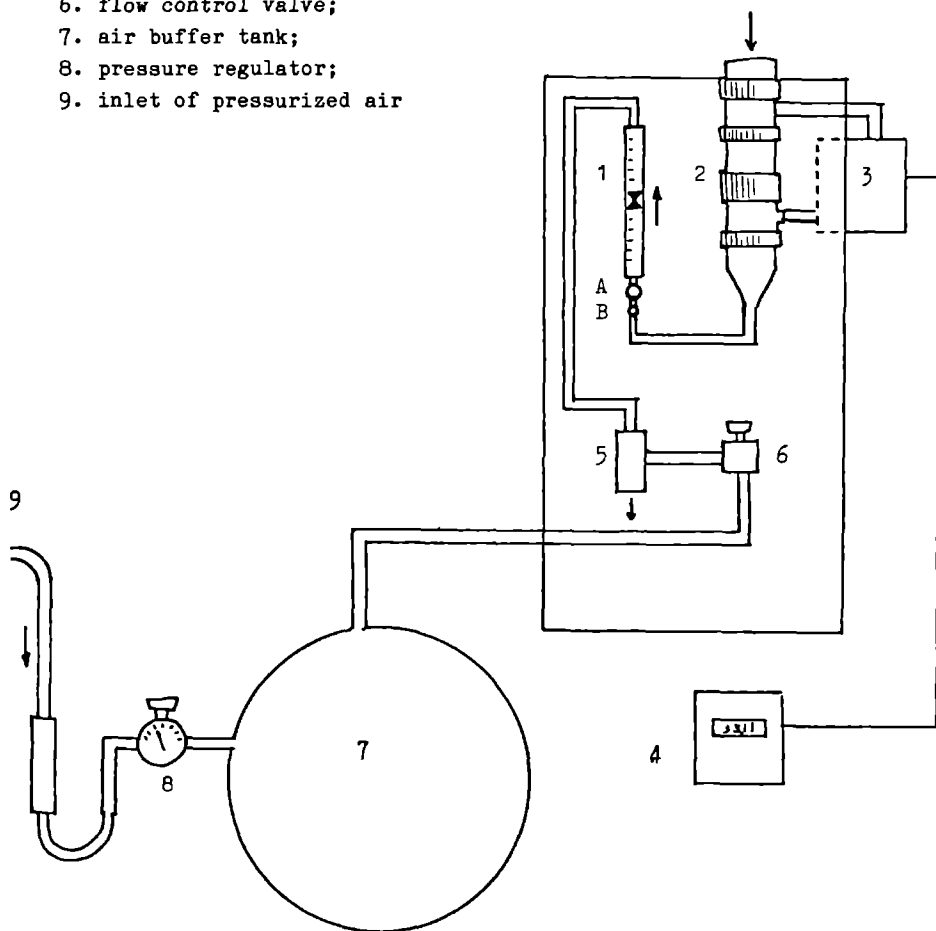 6. flow control valve;
7. air buffer tank;
8. pressure regulator;
9. inlet of pressurized air
1
2
3
A
B
5
6
9
7
8
4